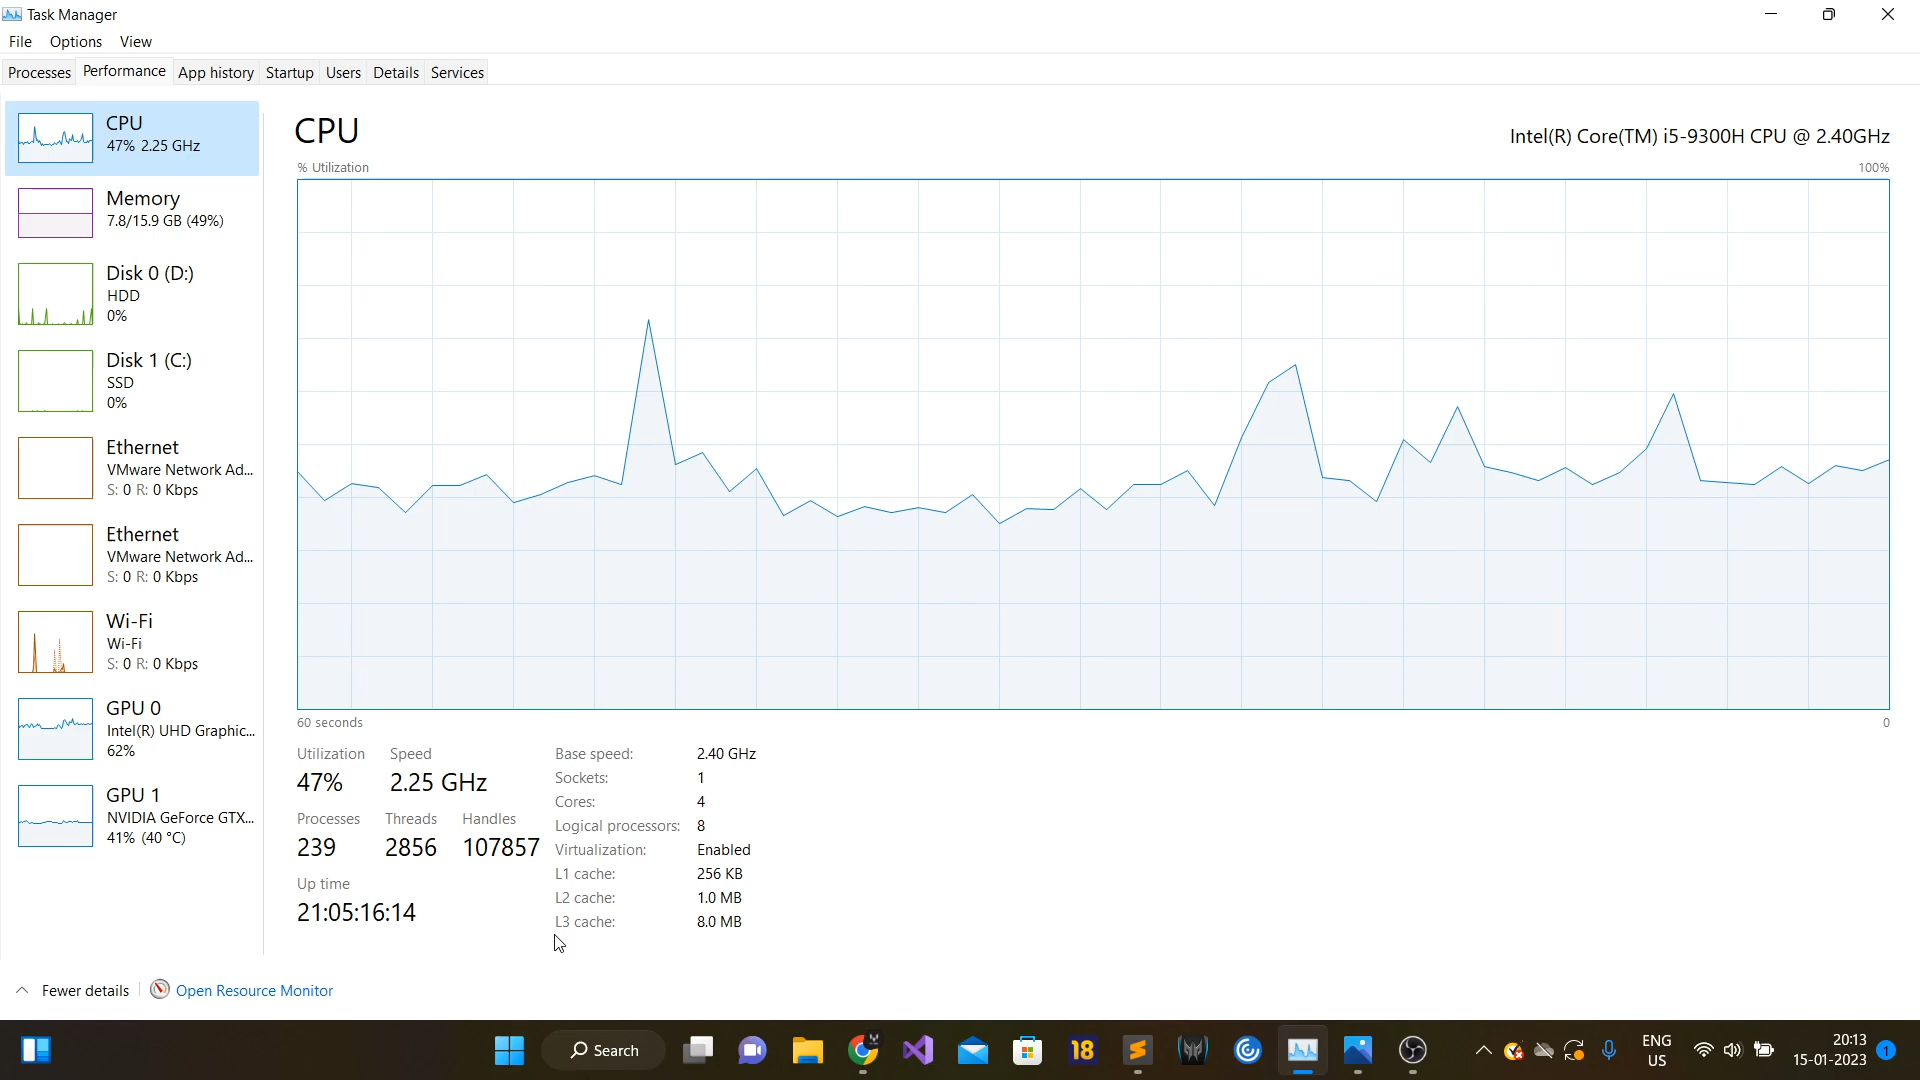 Task Manager
File Options View
Processes Performance App history Startup Users Details Services
CPU
47% 2.25 GHz
Memory
7.8/15.9 GB (49%)
Disk 0 (D:)
HDD
0%
Disk 1 (C:)
SSD
0%
Ethernet
VMware Network Ad...
S: 0 R: 0 Kbps
Ethernet
VMware Network Ad...
S: 0 R: 0 Kbps
Wi-Fi
Wi-Fi
S: 0 R: 0 Kbps
GPU 0
Intel(R) UHD Graphic...
62%
GPU 1
NVIDIA GeForce GTX...
41% (40 °C)
CPU
Intel(R) Core(TM) i5-9300H CPU @ 2.40GHz
% Utilization 100%
60 seconds 0
Utilization Speed
47% 2.25 GHz
Processes Threads Handles
239 2856 107857
Up time
21:05:16:14
Base speed: 2.40 GHz
Sockets: 1
Cores: 4
Logical processors: 8
Virtualization: Enabled
L1 cache: 256 KB
L2 cache: 1.0 MB
L3 cache: 8.0 MB
Fewer details Open Resource Monitor
Search
18
ENG
US
20:13
15-01-2023
1